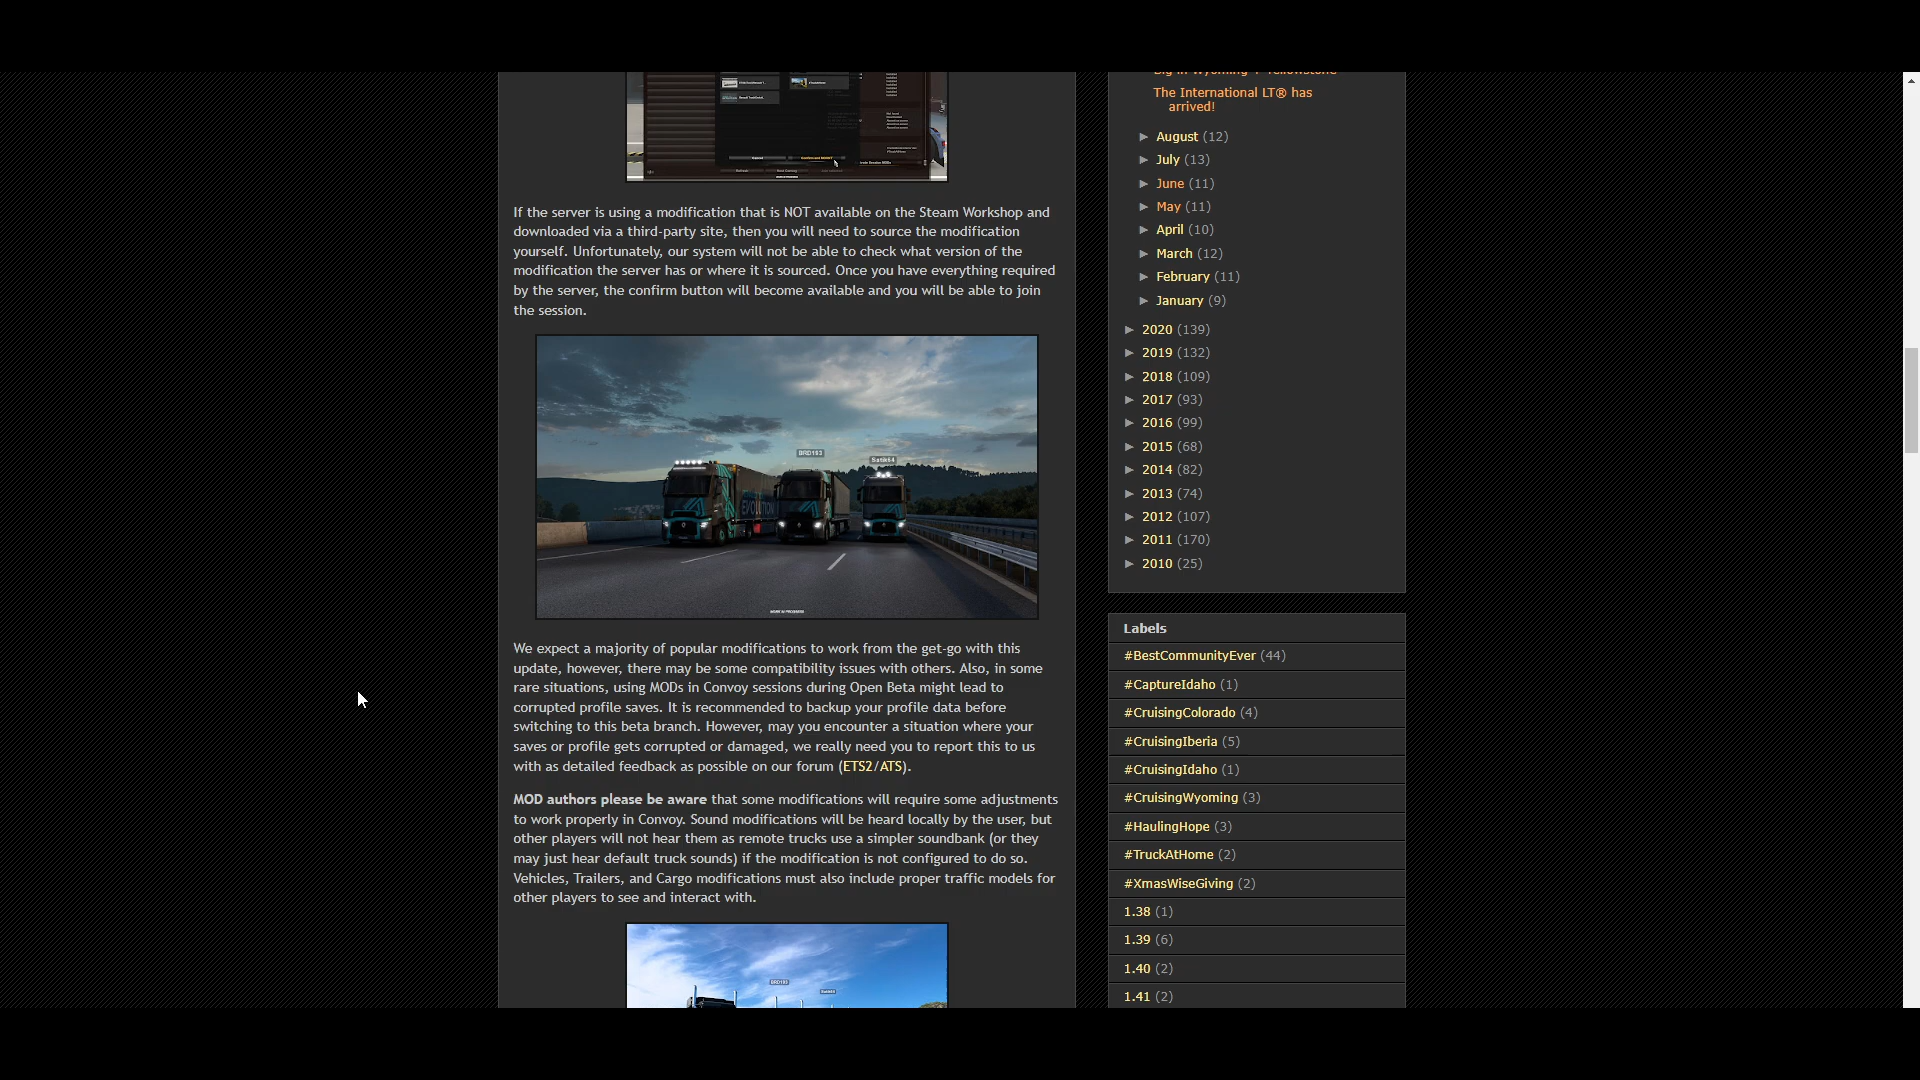 If the server is using a modification that is NOT available on the Steam Workshop and
downloaded via a third-party site, then you will need to source the modification
yourself. Unfortunately, our system will not be able to check what version of the
modification the server has or where it is sourced. Once you have everything required
by the server, the confirm button will become available and you will be able to join
the session.
BRD193
EVOLUTION
WORK IN PROGRESS
We expect a majority of popular modifications to work from the get-go with this
update, however, there may be some compatibility issues with others. Also, in some
rare situations, using MODs in Convoy sessions during Open Beta might lead to
corrupted profile saves. It is recommended to backup your profile data before
switching to this beta branch. However, may you encounter a situation where your
saves or profile gets corrupted or damaged, we really need you to report this to us
with as detailed feedback as possible on our forum (ETS2/ATS).
MOD authors please be aware that some modifications will require some adjustments
to work properly in Convoy. Sound modifications will be heard locally by the user, but
other players will not hear them as remote trucks use a simpler soundbank (or they
may just hear default truck sounds) if the modification is not configured to do so.
Vehicles, Trailers, and Cargo modifications must also include proper traffic models for
other players to see and interact with.
BRD193
Big in Wyoming + Yellowstone
The International LT® has
arrived!
► August (12)
► July (13)
► June (11)
► May (11)
► April (10)
► March (12)
► February (11)
► January (9)
► 2020 (139)
► 2019 (132)
► 2018 (109)
► 2017 (93)
► 2016 (99)
► 2015 (68)
► 2014 (82)
► 2013 (74)
► 2012 (107)
► 2011 (170)
► 2010 (25)
Labels
#BestCommunityEver (44)
#CaptureIdaho (1)
#CruisingColorado (4)
#CruisingIberia (5)
#CruisingIdaho (1)
#CruisingWyoming (3)
#HaulingHope (3)
#TruckAtHome (2)
#XmasWiseGiving (2)
1.38 (1)
1.39 (6)
1.40 (2)
1.41 (2)